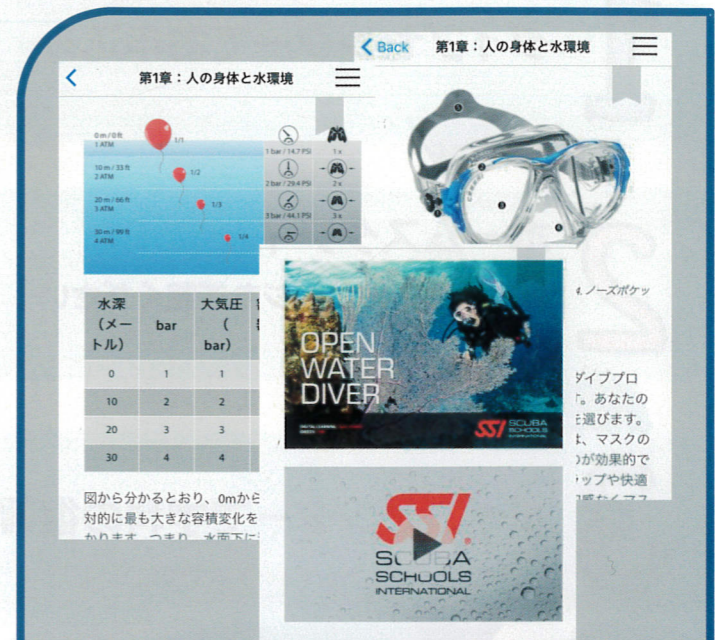 第1章：人の身体と水環境
0 m / 0 ft
1 ATM
1/1
10 m / 33 ft
2 ATM
1/2
20 m / 66 ft
3 ATM
1/3
30 m / 99 ft
4 ATM
1/4
1 bar / 14.7 PSI
1 x
2 bar / 29.4 PSI
2 x
3 bar / 44.1 PSI
3 x
水深
（メー
トル）
bar
大気圧
（
bar）
0 1 1
10 2 2
20 3 3
30 4 4
図から分かるとおり、0mから
対的に最も大きな容積変化を
かります。つまり、水面下に
Back
第1章：人の身体と水環境
4. ノーズポケッ
ダイブプロ
す。あなたの
を選びます。
は、マスクの
のが効果的で
ラップや快適
OPEN
WATER
DIVER
SSI
SCUBA
SCHOOLS
INTERNATIONAL
SSI
SCUBA
SCHOOLS
INTERNATIONAL